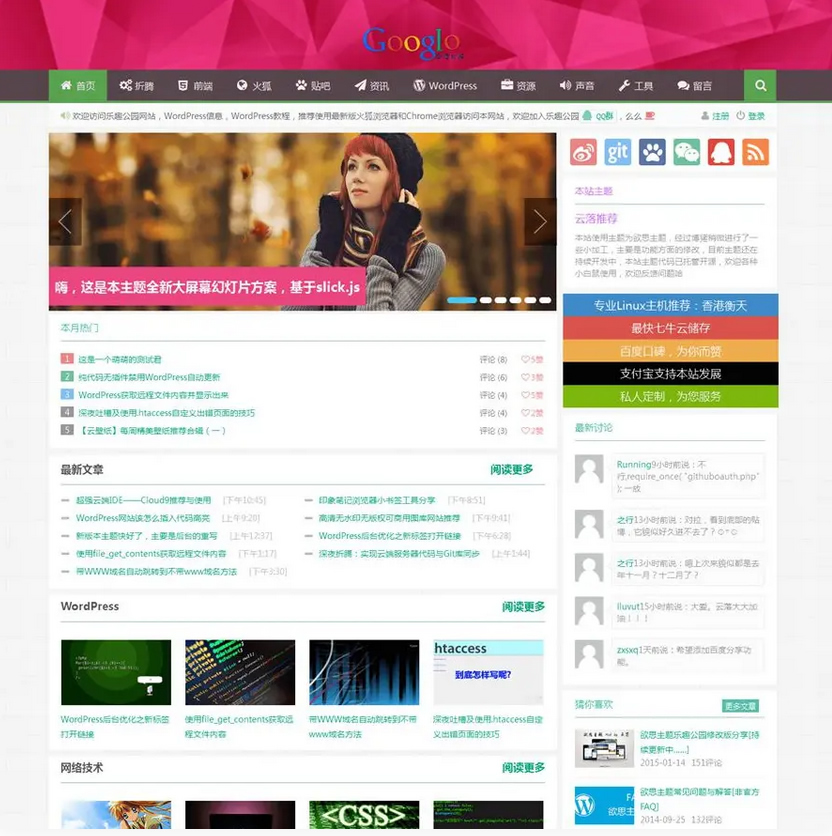 Googlo
首页 折腾 前端 火狐 贴吧 资讯 WordPress 资源 声音 工具 留言
欢迎访问乐趣公园网站，WordPress信息，WordPress教程，推荐使用最新版火狐浏览器和Chrome浏览器访问本网站，欢迎加入乐趣公园 QQ群，么么
注册 登录
嗨，这是本主题全新大屏幕幻灯片方案，基于slick.js
git
本站主题
云落推荐
本站使用主题为欲思主题，经过博猪稍微进行了一
些小加工，主要是功能方面的修改，目前主题还在
持续开发中，本站主题代码已托管开源，欢迎各种
小白鼠使用，欢迎反馈问题哈
专业Linux主机推荐：香港衡天
最快七牛云储存
百度口碑，为你而赞
支付宝支持本站发展
私人定制，为您服务
本月热门
1 这是一个萌萌的测试君 评论 (8) 5赞
2 纯代码无插件禁用WordPress自动更新 评论 (6) 3赞
3 WordPress获取远程文件内容并显示出来 评论 (4) 5赞
4 深夜吐槽及使用.htaccess自定义出错页面的技巧 评论 (4) 2赞
5 【云壁纸】每周精美壁纸推荐合辑（一） 评论 (3) 2赞
最新文章 阅读更多
超强云端IDE——Cloud9推荐与使用 [下午10:45]
WordPress网站该怎么插入代码高亮 [上午9:20]
新版本主题快好了，主要是后台的重写 [上午12:37]
使用file_get_contents获取远程文件内容 [下午1:17]
带WWW域名自动跳转到不带www域名方法 [下午3:30]
印象笔记浏览器小书签工具分享 [下午8:51]
高清无水印无版权可商用图库网站推荐 [下午9:41]
WordPress后台优化之新标签打开链接 [下午6:28]
深夜折腾：实现云端服务器代码与Git库同步 [上午1:44]
WordPress 阅读更多
htaccess
到底怎样写呢?
WordPress后台优化之新标签
打开链接
使用file_get_contents获取远
程文件内容
带WWW域名自动跳转到不带
www域名方法
深夜吐槽及使用.htaccess自定
义出错页面的技巧
网络技术 阅读更多
<CSS>
最新讨论
Running9小时前说：不
行,require_once( "githuboauth.php"
); 一成
之行13小时前说：对拉，看到底部的贴
之行13小时前说：晒上次来貌似都是去
年十一月？十二月了？
liuvut15小时前说：大爱。云落大大加
油！！！
zxsxq1天前说：希望添加百度分享功
能。
猜你喜欢 更多文章
欲思主题乐趣公园修改版分享[持
续更新中......]
2015-01-14 151评论
欲思主题常见问题与解答[非官方
FAQ]
2014-09-25 132评论